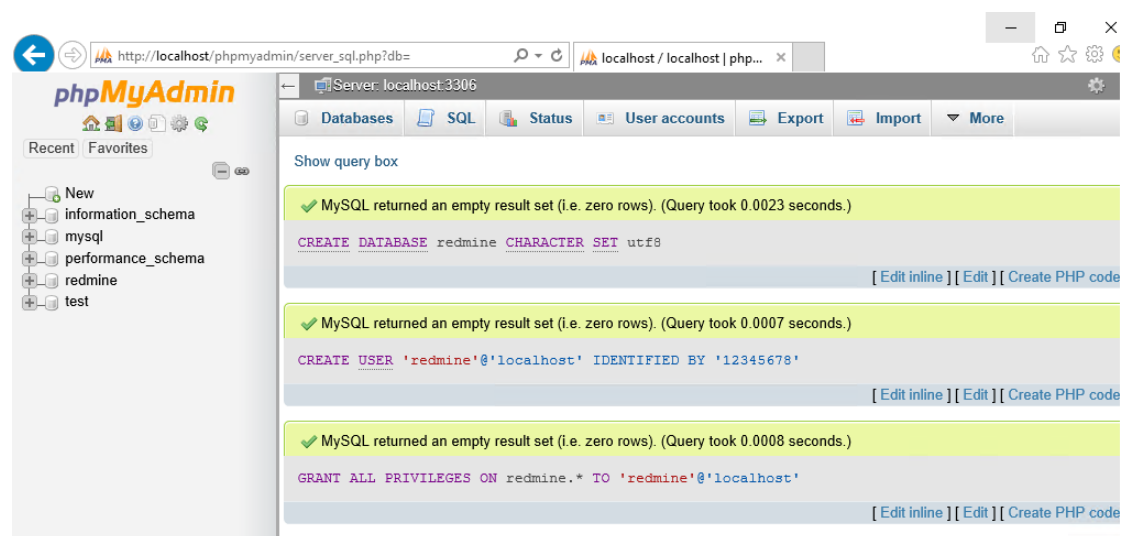 http://localhost/phpmyadmin/server_sql.php?db=
localhost / localhost | php...
phpMyAdmin
Recent Favorites
New
information_schema
mysql
performance_schema
redmine
test
Server: localhost:3306
Databases SQL Status User accounts Export Import More
Show query box
MySQL returned an empty result set (i.e. zero rows). (Query took 0.0023 seconds.)
CREATE DATABASE redmine CHARACTER SET utf8
[ Edit inline ] [ Edit ] [ Create PHP code
MySQL returned an empty result set (i.e. zero rows). (Query took 0.0007 seconds.)
CREATE USER 'redmine'@'localhost' IDENTIFIED BY '12345678'
[ Edit inline ] [ Edit ] [ Create PHP code
MySQL returned an empty result set (i.e. zero rows). (Query took 0.0008 seconds.)
GRANT ALL PRIVILEGES ON redmine.* TO 'redmine'@'localhost'
[ Edit inline ] [ Edit ] [ Create PHP code